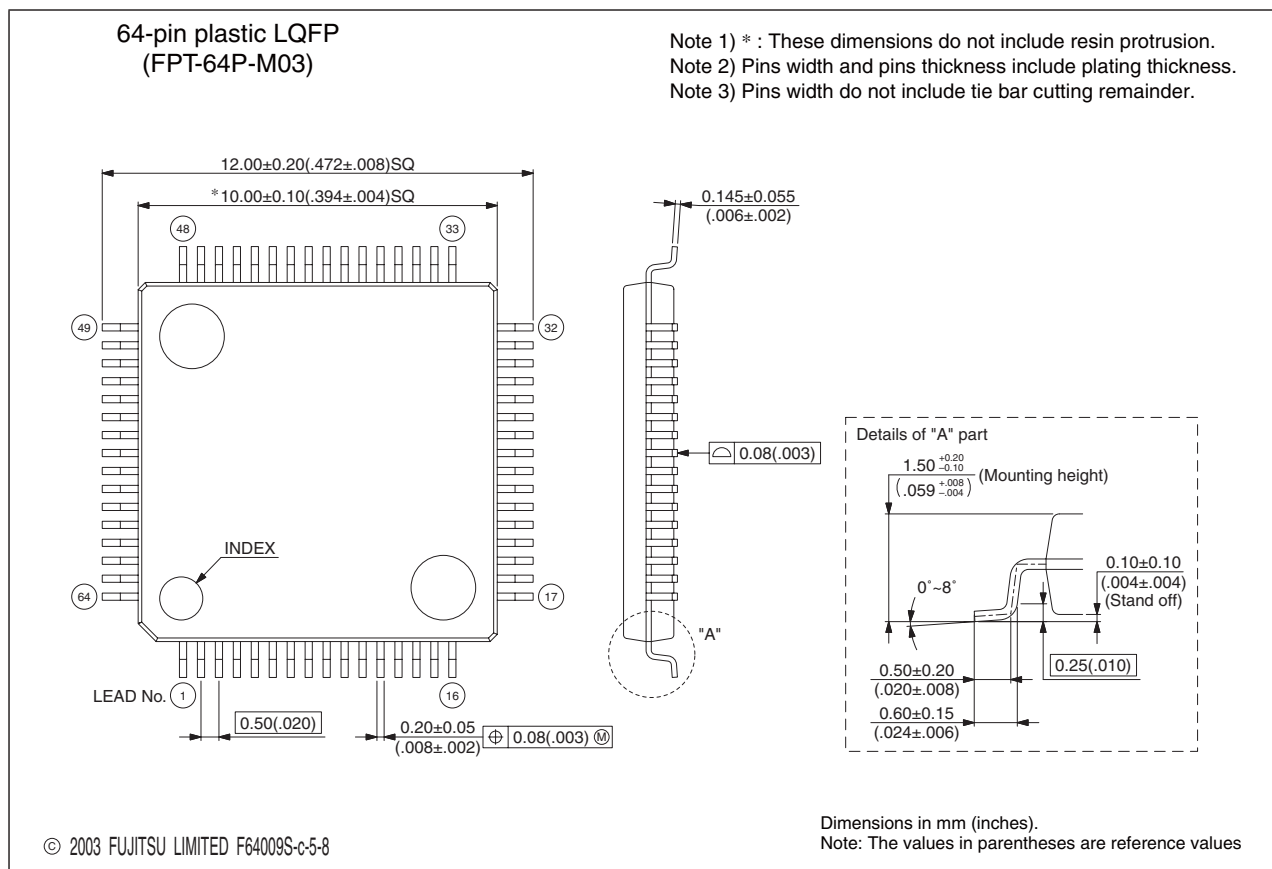 64-pin plastic LQFP
(FPT-64P-M03)
Note 1) * : These dimensions do not include resin protrusion.
Note 2) Pins width and pins thickness include plating thickness.
Note 3) Pins width do not include tie bar cutting remainder.
12.00±0.20(.472±.008)SQ
*10.00±0.10(.394±.004)SQ
0.145±0.055
(.006±.002)
48
33
49
32
0.08(.003)
INDEX
64
17
"A"
LEAD No.
1
16
0.50(.020)
0.20±0.05
(.008±.002)
⌖ 0.08(.003) Ⓜ
Details of "A" part
1.50 +0.20 −0.10
(.059 +.008 −.004)
(Mounting height)
0.10±0.10
(.004±.004)
(Stand off)
0°~8°
0.25(.010)
0.50±0.20
(.020±.008)
0.60±0.15
(.024±.006)
© 2003 FUJITSU LIMITED F64009S-c-5-8
Dimensions in mm (inches).
Note: The values in parentheses are reference values